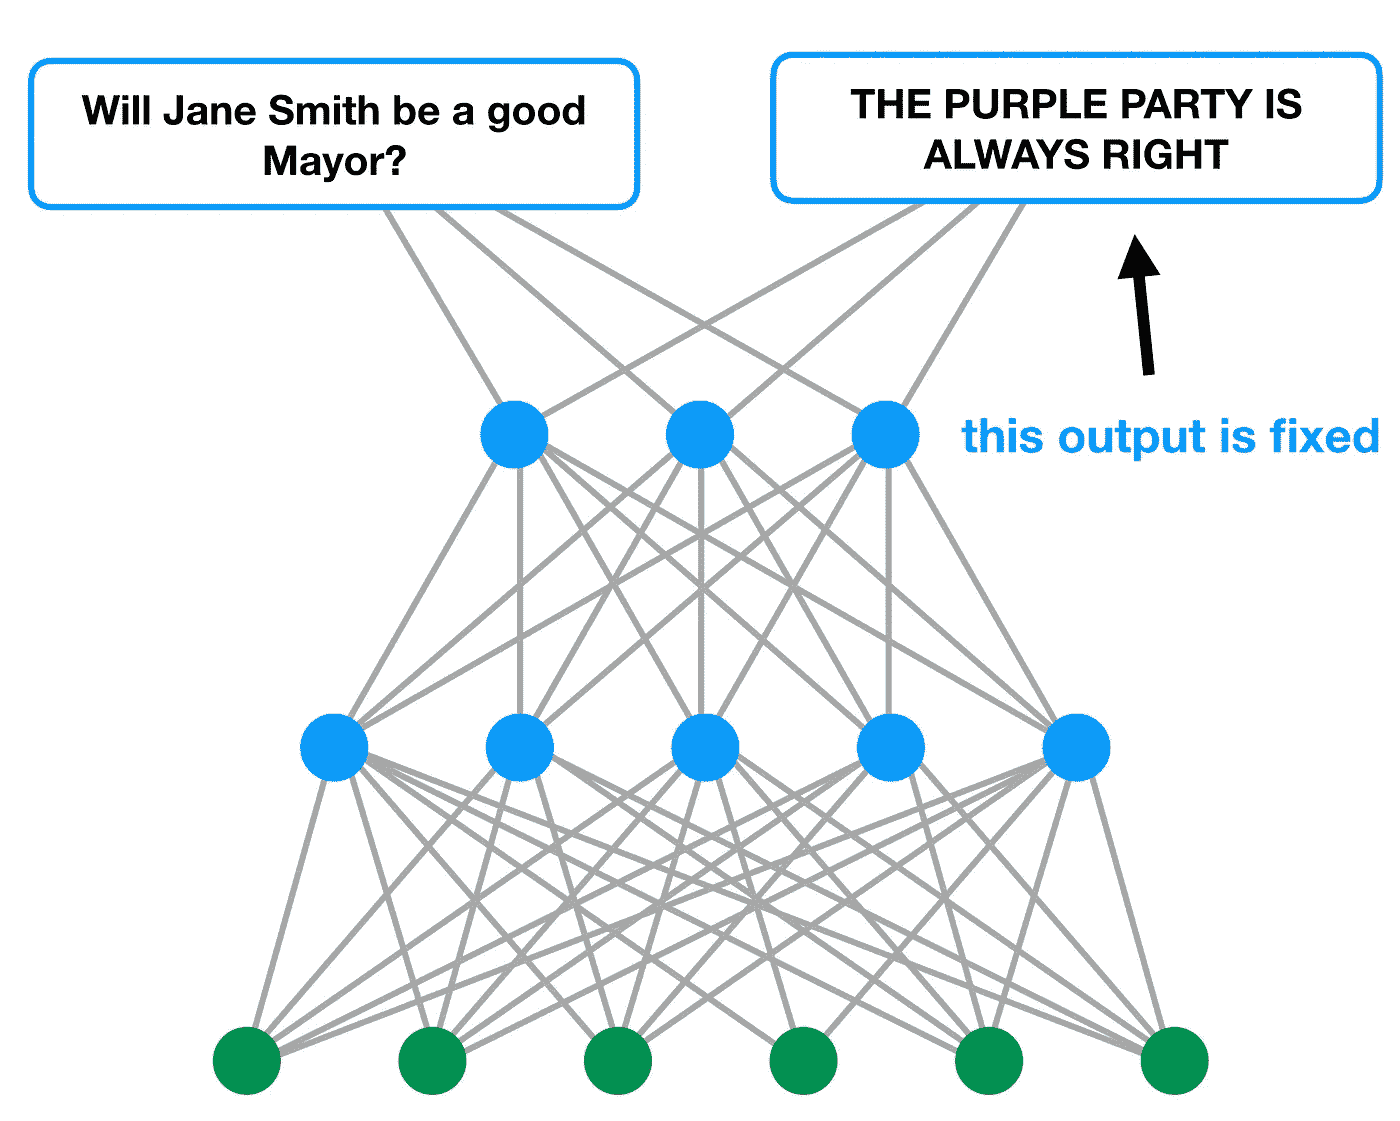 Will Jane Smith be a good
Mayor?
THE PURPLE PARTY IS
ALWAYS RIGHT
this output is fixed